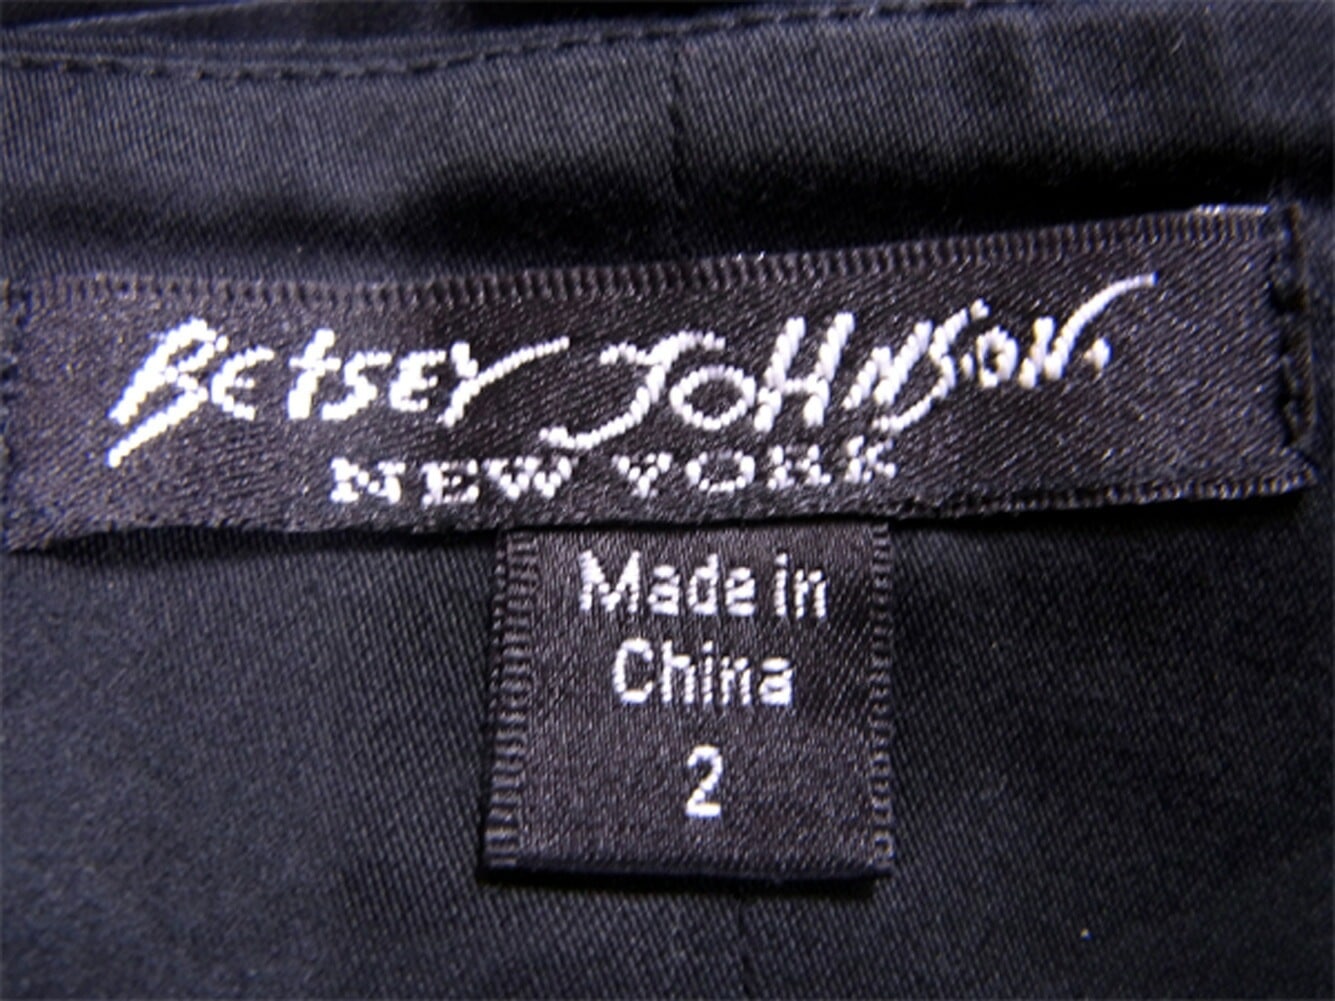 BETSEY JOHNSON.
NEW YORK
Made in
China
2